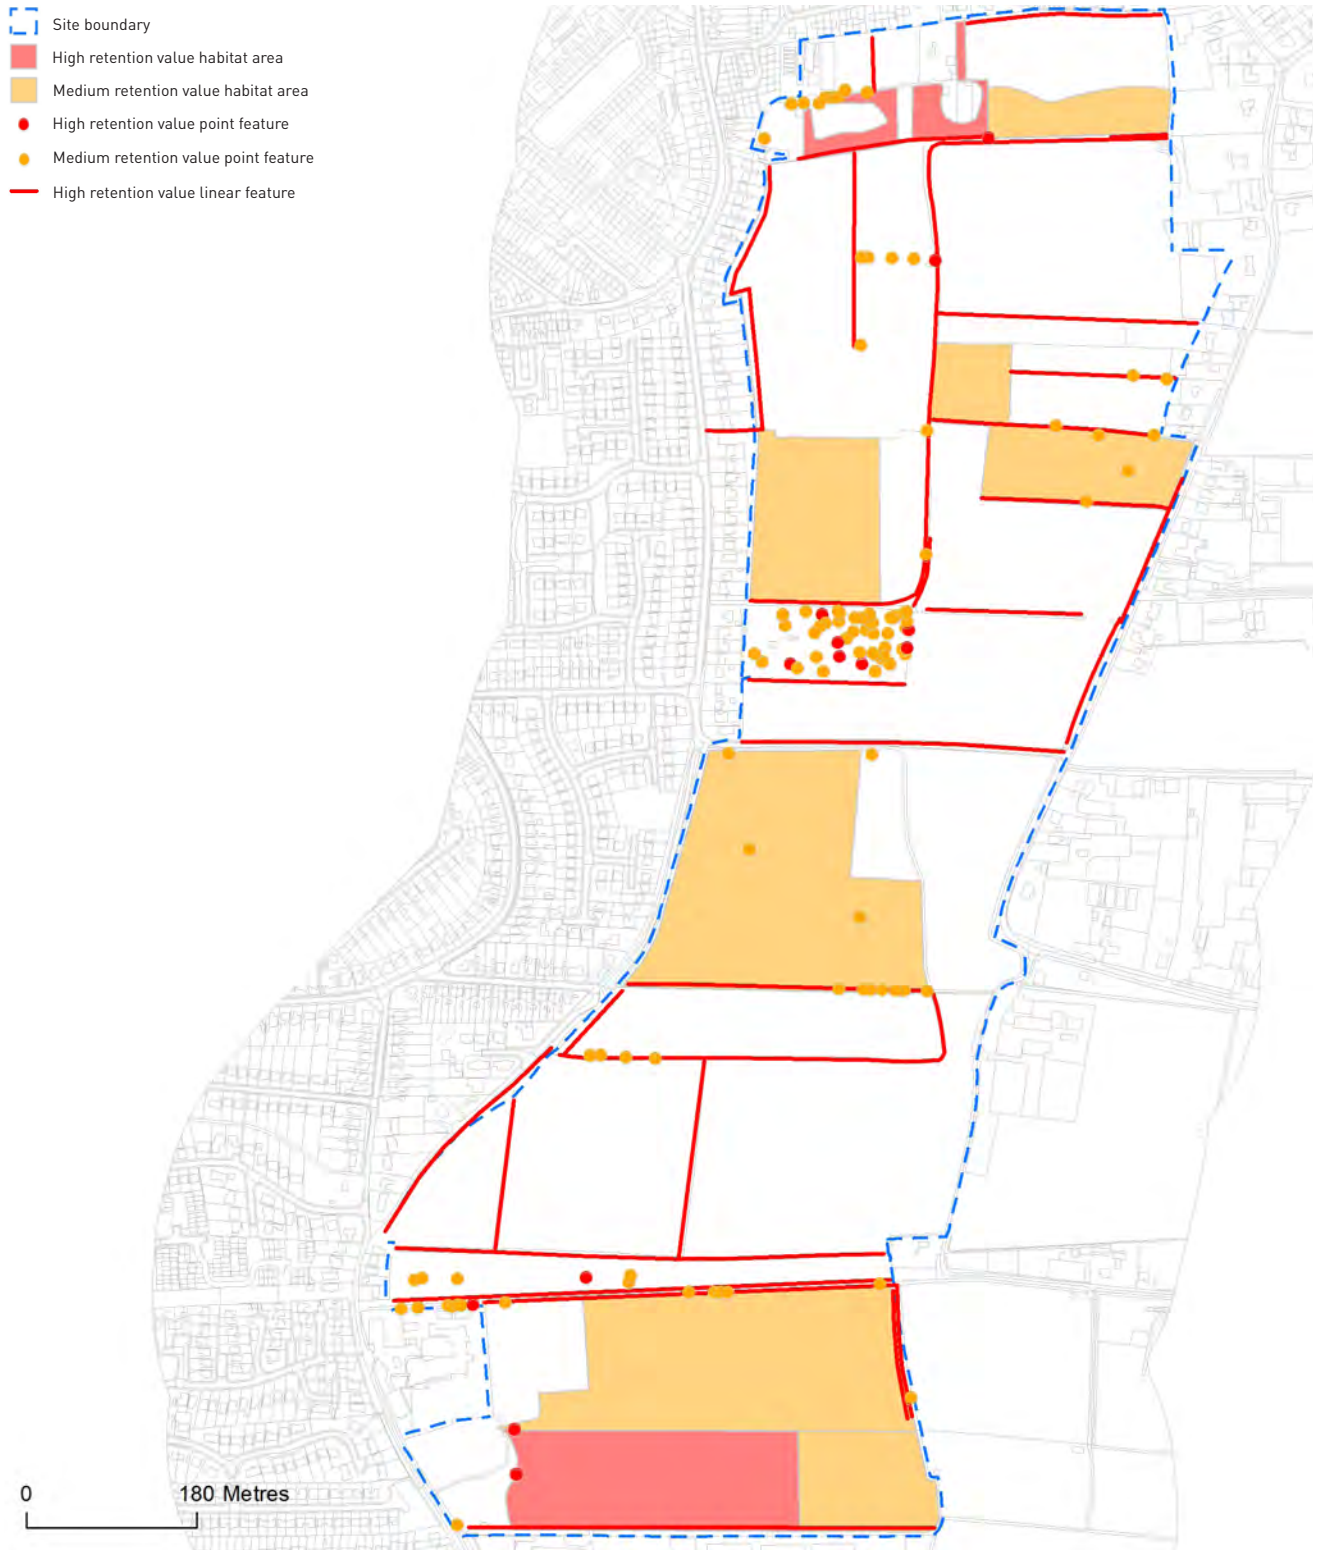 Site boundary
High retention value habitat area
Medium retention value habitat area
High retention value point feature
Medium retention value point feature
High retention value linear feature
0 180 Metres